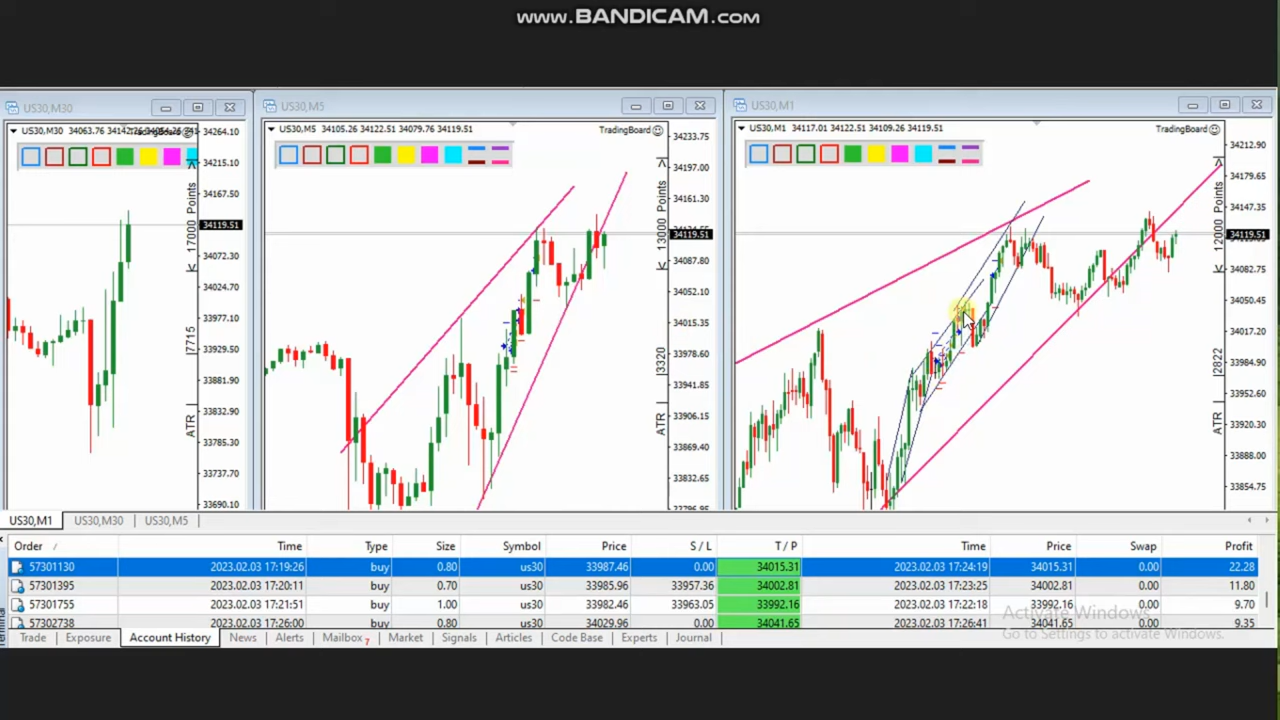 www.BANDICAM.com
US30,M30
US30,M5
US30,M1
US30,M30 34063.76
34264.10
34215.10
34167.50
34119.51
34072.30
34024.70
33977.10
33929.50
33881.90
33832.90
33785.30
33737.70
33690.10
ATR |7715 K 17000 Points
US30,M5 34105.26 34122.51 34079.76 34119.51
TradingBoard
34233.75
34197.00
34161.30
34119.51
34087.80
34052.10
34015.35
33978.60
33941.85
33906.15
33869.40
33832.65
ATR |3320 13000 Points
US30,M1 34117.01 34122.51 34109.26 34119.51
TradingBoard
34212.90
34179.65
34147.35
34119.51
34082.75
34050.45
34017.20
33984.90
33952.60
33920.30
33888.00
33854.75
ATR |2822 12000 Points
US30,M1 US30,M30 US30,M5
Order / Time Type Size Symbol Price S / L T / P Time Price Swap Profit
57301130 2023.02.03 17:19:26 buy 0.80 us30 33987.46 0.00 34015.31 2023.02.03 17:24:19 34015.31 0.00 22.28
57301395 2023.02.03 17:20:11 buy 0.70 us30 33985.96 33957.36 34002.81 2023.02.03 17:23:25 34002.81 0.00 11.80
57301755 2023.02.03 17:21:51 buy 1.00 us30 33982.46 33963.05 33992.16 2023.02.03 17:22:18 33992.16 0.00 9.70
57302738 2023.02.03 17:26:00 buy 0.80 us30 34029.96 0.00 34041.65 2023.02.03 17:26:41 34041.65 0.00 9.35
Activate Windows
Go to Settings to activate Windows.
Trade Exposure Account History News Alerts Mailbox 7 Market Signals Articles Code Base Experts Journal